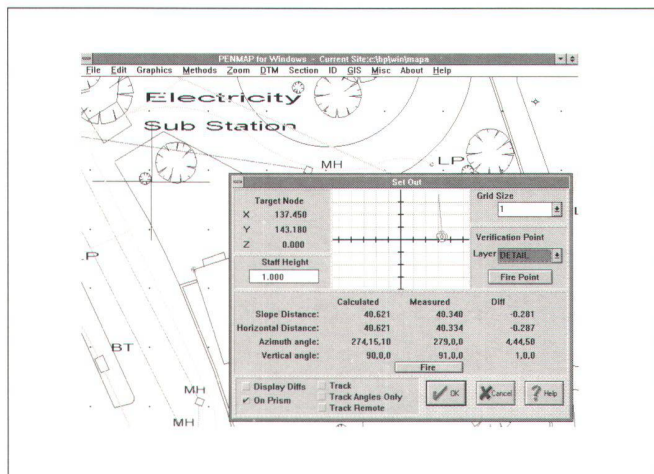 PENMAP for Windows - Current Site:c:\bp\win\mapa
File Edit Graphics Methods Zoom DTM Section ID GIS Misc About Help
Electricity
Sub Station
MH
LP
Set Out
Target Node
X 137.450
Y 143.180
Z 0.000
Staff Height
1.000
Grid Size
1
Verification Point
Layer DETAIL
Fire Point
Calculated Measured Diff
Slope Distance: 40.621 40.340 -0.281
Horizontal Distance: 40.621 40.334 -0.287
Azimuth angle: 274,15,10 279,0,0 4,44,50
Vertical angle: 90,0,0 91,0,0 1,0,0
Fire
Display Diffs
On Prism
Track
Track Angles Only
Track Remote
OK
Cancel
Help
P
BT
MH
MH